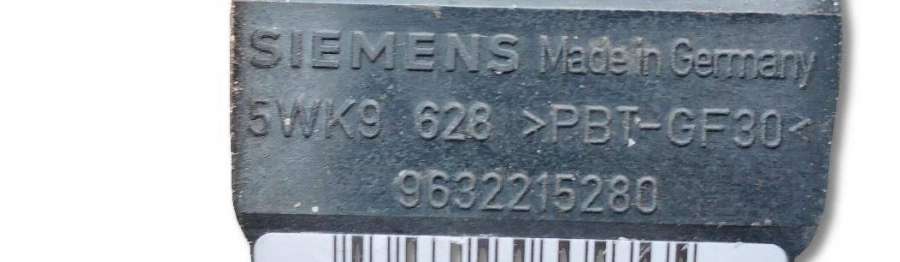 SIEMENS Made in Germany
5WK9 628 >PBT-GF30<
9632215280